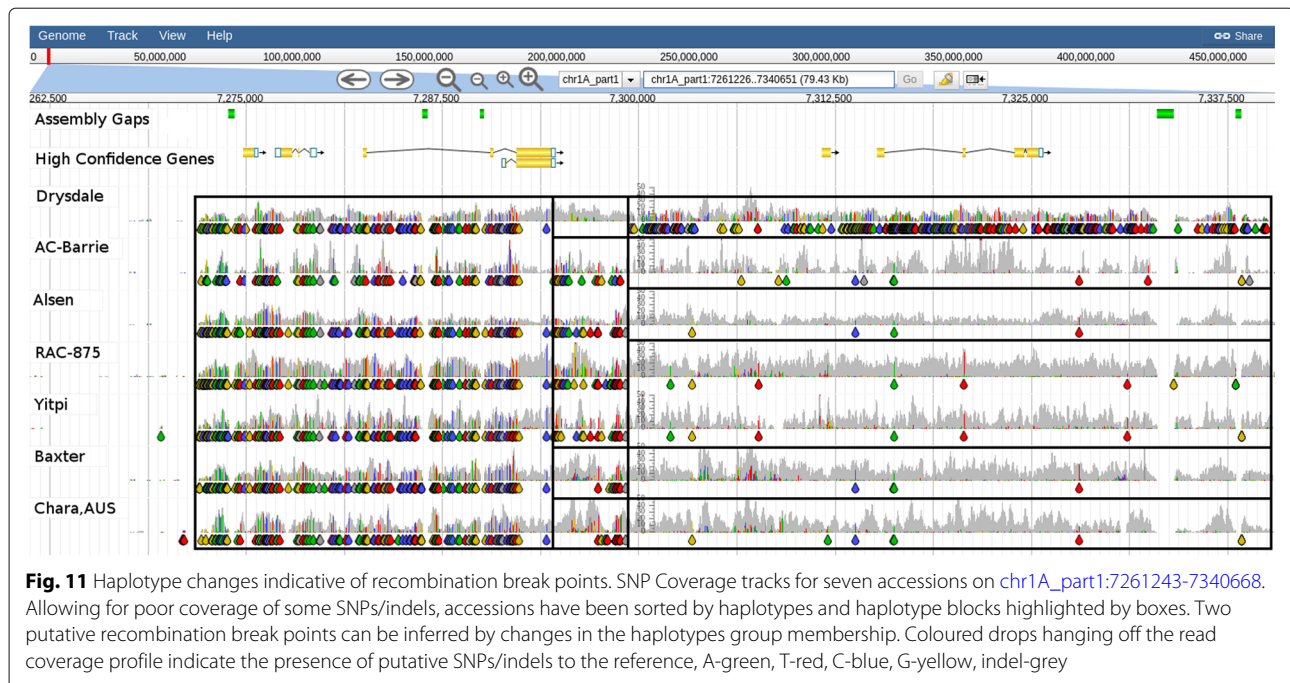 Genome Track View Help Share
0 50,000,000 100,000,000 150,000,000 200,000,000 250,000,000 300,000,000 350,000,000 400,000,000 450,000,000
chr1A_part1 chr1A_part1:7261226..7340651 (79.43 Kb) Go
262,500 7,275,000 7,287,500 7,300,000 7,312,500 7,325,000 7,337,500
Assembly Gaps
High Confidence Genes
Drysdale
AC-Barrie
Alsen
RAC-875
Yitpi
Baxter
Chara,AUS
Fig. 11 Haplotype changes indicative of recombination break points. SNP Coverage tracks for seven accessions on chr1A_part1:7261243-7340668.
Allowing for poor coverage of some SNPs/indels, accessions have been sorted by haplotypes and haplotype blocks highlighted by boxes. Two
putative recombination break points can be inferred by changes in the haplotypes group membership. Coloured drops hanging off the read
coverage profile indicate the presence of putative SNPs/indels to the reference, A-green, T-red, C-blue, G-yellow, indel-grey